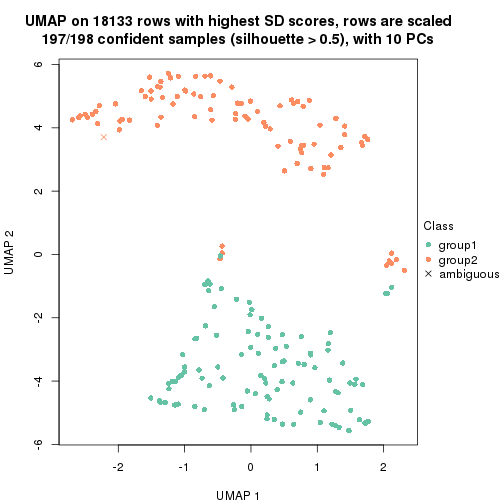 UMAP on 18133 rows with highest SD scores, rows are scaled
197/198 confident samples (silhouette > 0.5), with 10 PCs
6
4
2
0
-2
-4
-6
UMAP 2
-2
-1
0
1
2
UMAP 1
Class
group1
group2
ambiguous